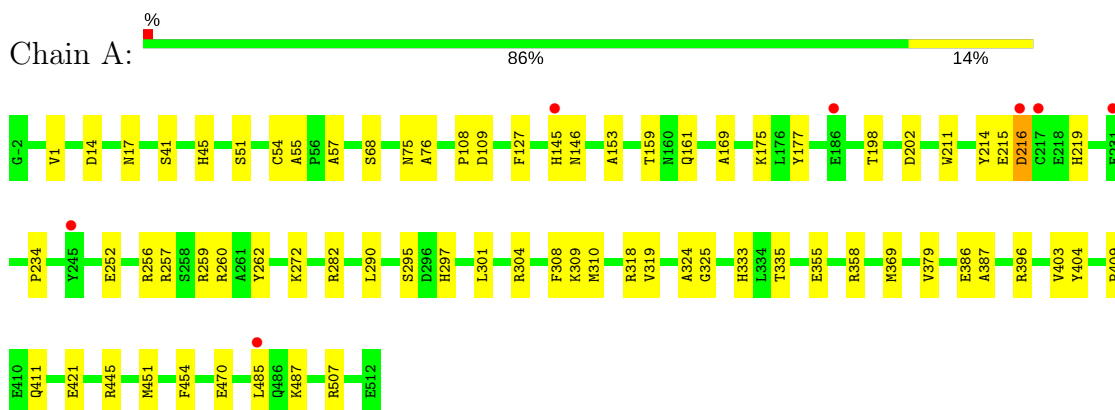 %
Chain A:
86% 14%
G-2 V1 D14 N17 S41 H45 S51 C54 A55 P56 A57 S68 N75 A76 P108 D109 F127 H145 N146 A153 T159 N160 Q161 A169 K175 L176 Y177 E186 T198 D202 W211 Y214 E215 D216 C217 E218 H219
P234 Y245 E252 R256 R257 S258 R259 R260 A261 Y262 K272 R282 L290 S295 D296 H297 L301 R304 F308 K309 M310 R318 V319 A324 G325 H333 L334 T335 E355 R358 M369 V379 E386 A387 R396 V403 Y404
E410 Q411 E421 R445 M451 F454 E470 L485 Q486 K487 R507 E512